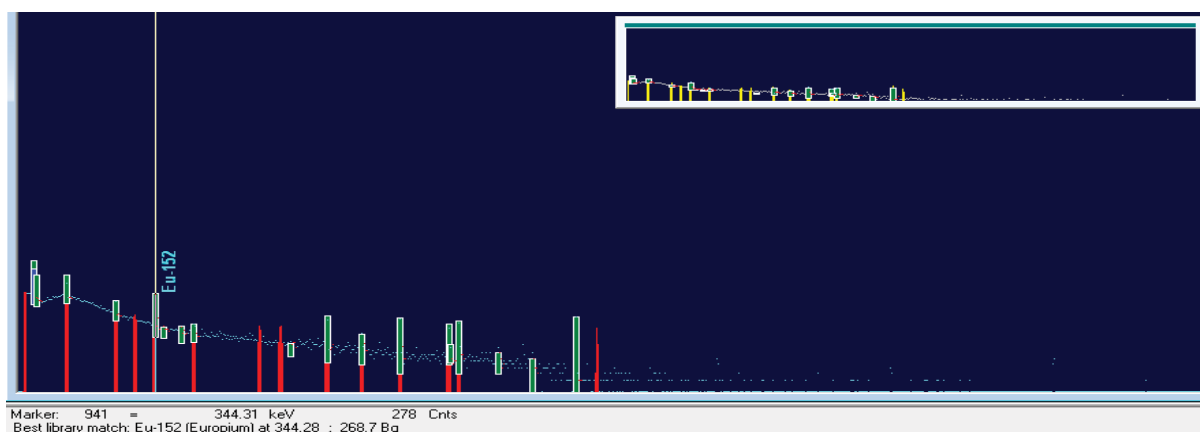 Eu-152
Marker: 941 = 344.31 keV 278 Cnts
Best library match: Eu-152 (Europium) at 344.28 ; 268.7 Bq